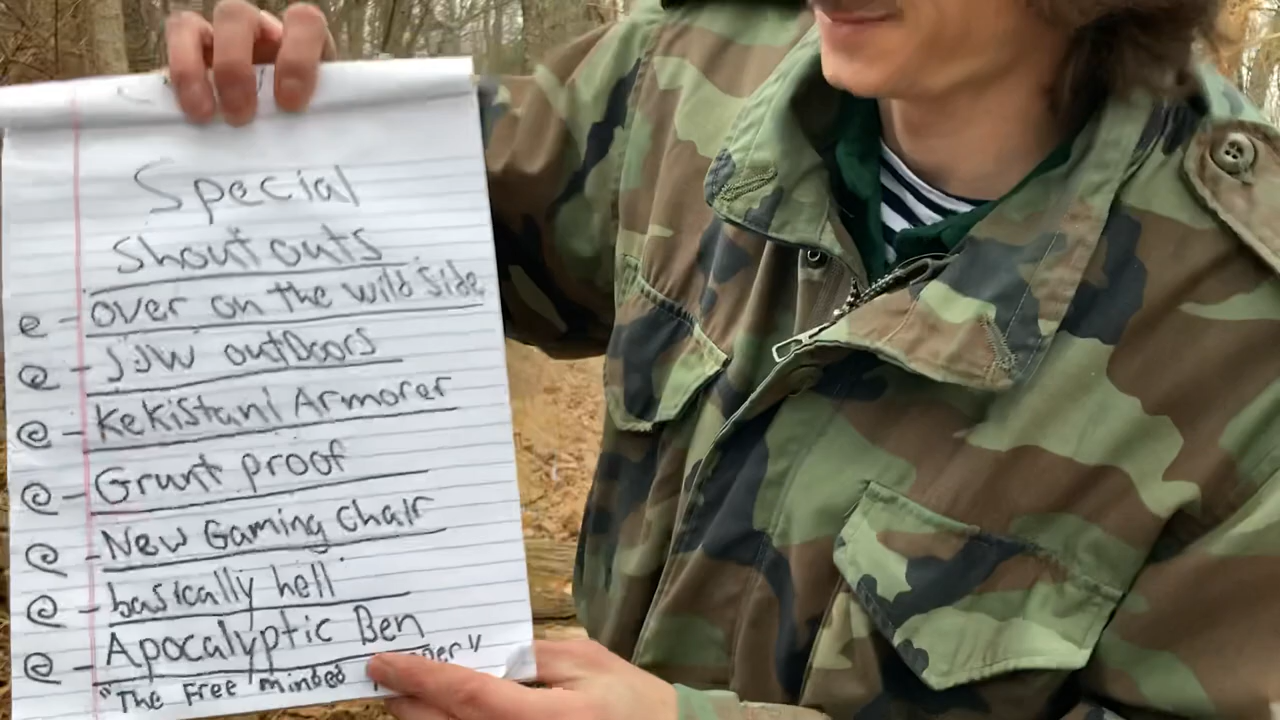 Special
Shout outs
e - over on the wild Side
e - JJW outDoors
e - Kekistani Armorer
e - Grunt proof
e - New Gaming Chair
e - basically hell
e - Apocalyptic Ben
"The Free minded